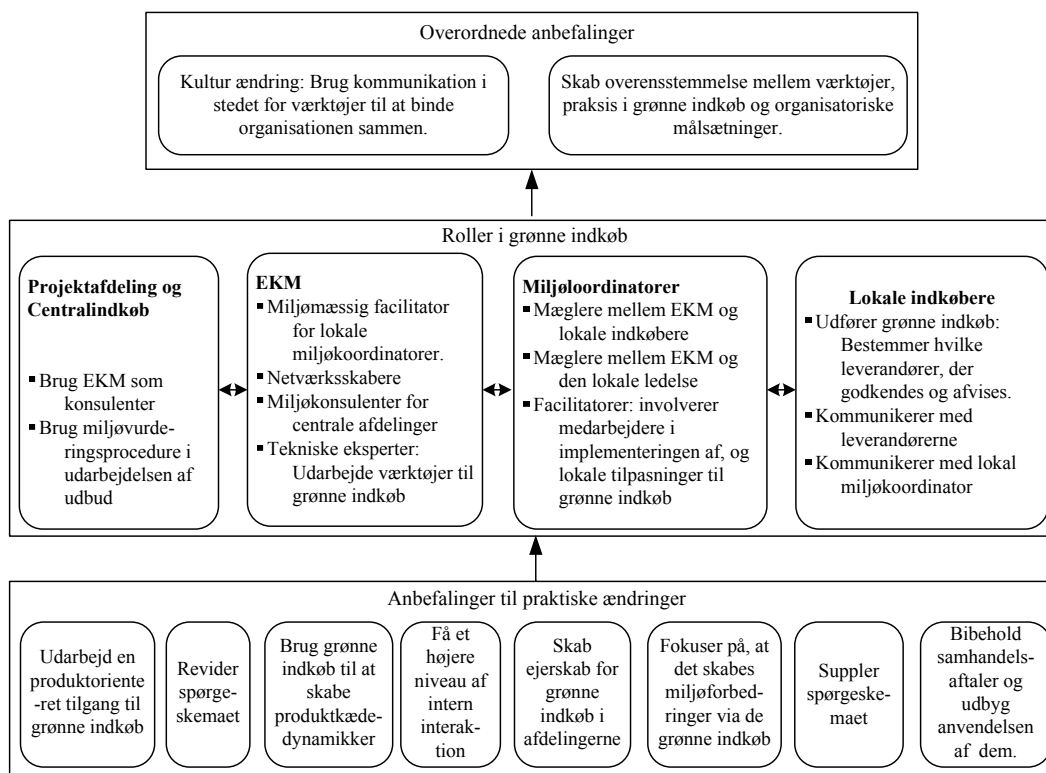 Overordnede anbefalinger
Kultur ændring: Brug kommunikation i
stedet for værktøjer til at binde
organisationen sammen.
Skab overensstemmelse mellem værktøjer,
praksis i grønne indkøb og organisatoriske
målsætninger.
Roller i grønne indkøb
Projektafdeling og
Centralindkøb
▪ Brug EKM som
konsulenter
▪ Brug miljøvurde-
ringsprocedure i
udarbejdelsen af
udbud
EKM
▪ Miljømæssig facilitator
for lokale
miljøkoordinatorer.
▪ Netværksskabere
▪ Miljøkonsulenter for
centrale afdelinger
▪ Tekniske eksperter:
Udarbejde værktøjer til
grønne indkøb
Miljøloordinatorer
▪ Mæglere mellem EKM og
lokale indkøbere
▪ Mæglere mellem EKM og
den lokale ledelse
▪ Facilitatorer: involverer
medarbejdere i
implementeringen af, og
lokale tilpasninger til
grønne indkøb
Lokale indkøbere
▪ Udfører grønne indkøb:
Bestemmer hvilke
leverandører, der
godkendes og afvises.
▪ Kommunikerer med
leverandørerne
▪ Kommunikerer med lokal
miljøkoordinator
Anbefalinger til praktiske ændringer
Udarbejd en
produktoriente
-ret tilgang til
grønne indkøb
Revider
spørge-
skemaet
Brug grønne
indkøb til at
skabe
produktkæde-
dynamikker
Få et
højere
niveau af
intern
interak-
tion
Skab
ejerskab for
grønne
indkøb i
afdelingerne
Fokuser på, at
det skabes
miljøforbed-
ringer via de
grønne indkøb
Suppler
spørgeske-
maet
Bibehold
samhandels-
aftaler og
udbyg
anvendelsen
af dem.